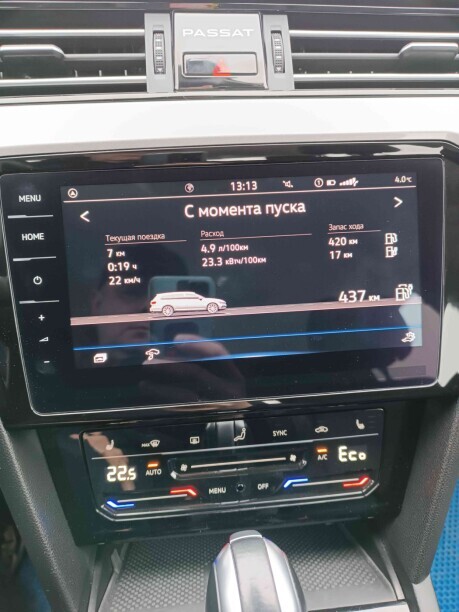 PASSAT
MENU
13:13
4.0°C
HOME
С момента пуска
Текущая поездка
7 км
0:19 ч
22 км/ч
Расход
4.9 л/100км
23.3 кВтч/100км
Запас хода
420 км
17 км
437 км
+
-
MAX
SYNC
22.5
AUTO
A/C
Eco
MENU
OFF